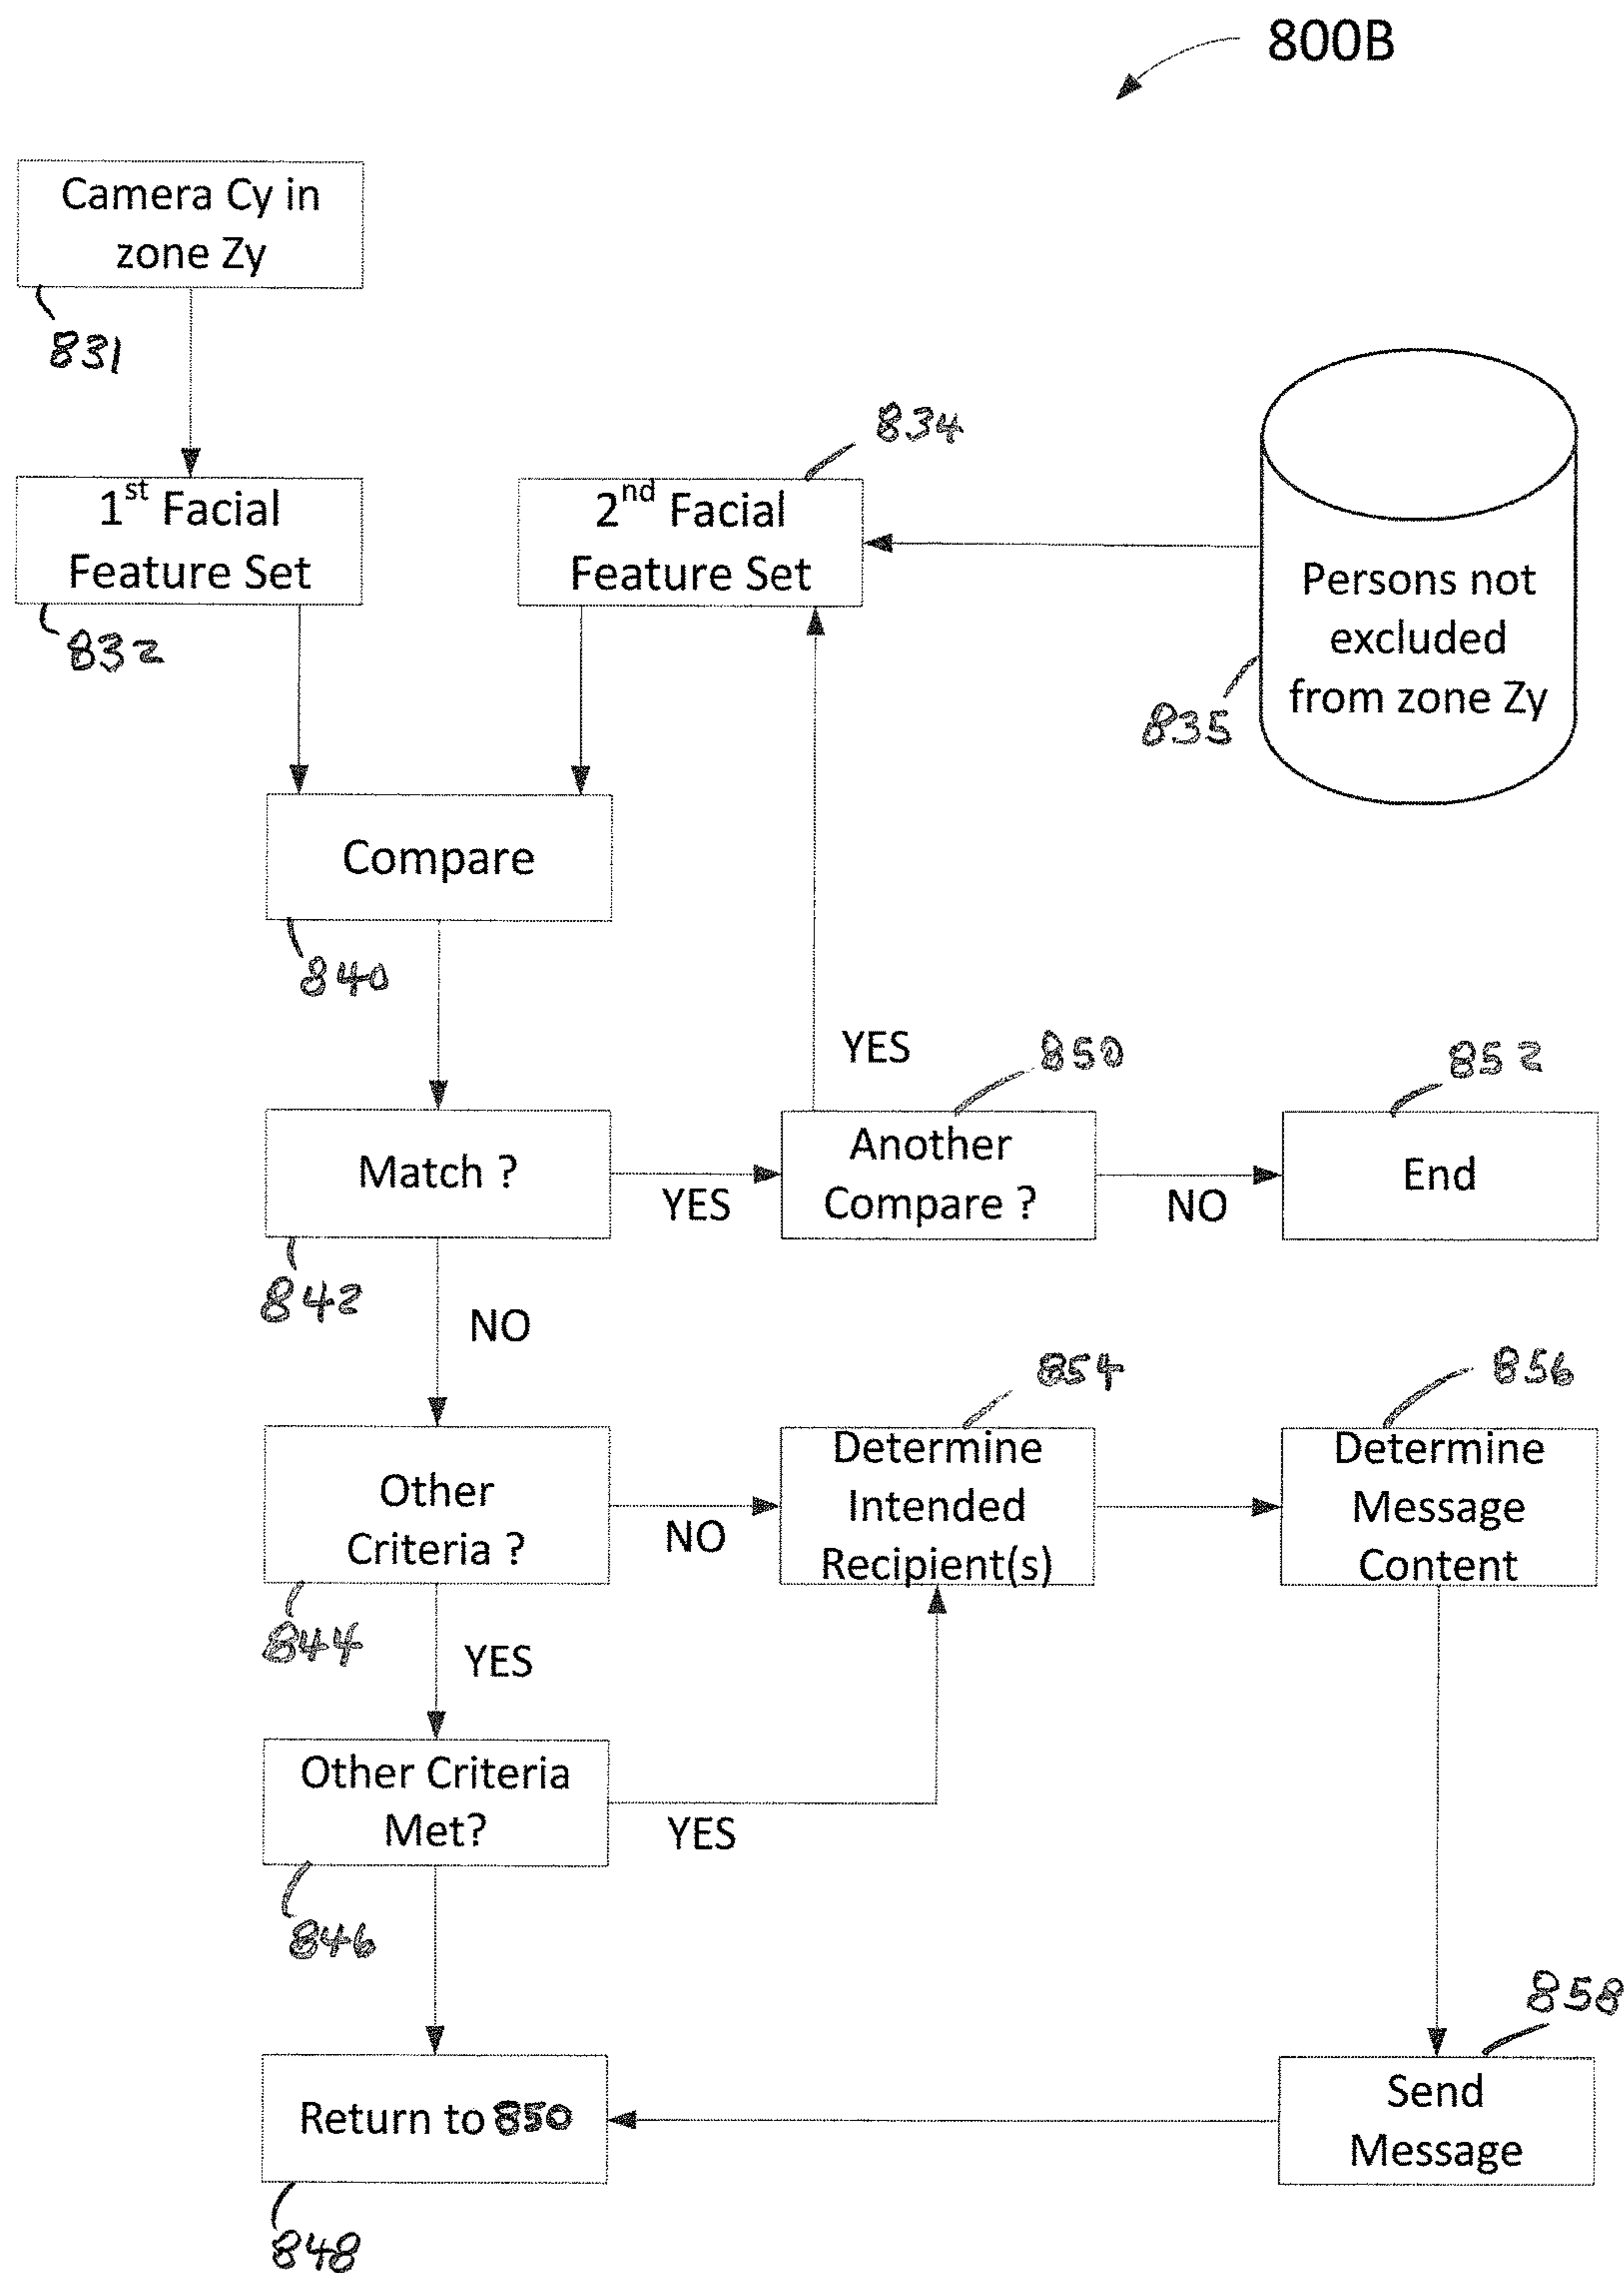 800B
Camera Cy in
zone Zy
831
834
1st Facial
Feature Set
832
2nd Facial
Feature Set
Persons not
excluded
from zone Zy
835
Compare
840
YES
850
852
Match ?
YES
Another
Compare ?
NO
End
842
NO
854
856
Other
Criteria ?
NO
Determine
Intended
Recipient(s)
Determine
Message
Content
844
YES
Other Criteria
Met?
YES
846
858
Return to 850
Send
Message
848